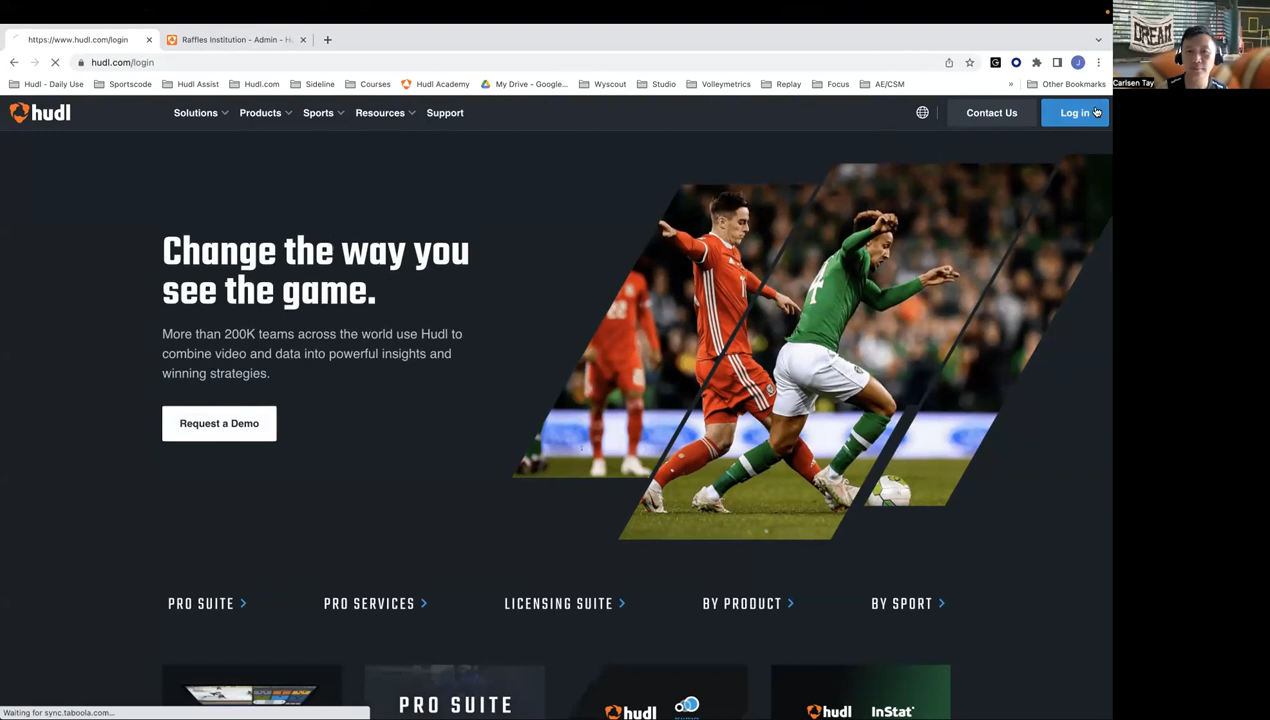 https://www.hudl.com/login
Raffles Institution - Admin - Hu
hudl.com/login
J
Hudl - Daily Use
Sportscode
Hudl Assist
Hudl.com
Sideline
Courses
Hudl Academy
My Drive - Google...
Wyscout
Studio
Volleymetrics
Replay
Focus
AE/CSM
»
Other Bookmarks
DREAD
Carlsen Tay
hudl
Solutions
Products
Sports
Resources
Support
Contact Us
Log in
Change the way you
see the game.
More than 200K teams across the world use Hudl to
combine video and data into powerful insights and
winning strategies.
Request a Demo
PRO SUITE
PRO SERVICES
LICENSING SUITE
BY PRODUCT
BY SPORT
PRO SUITE
hudl
hudl
InStat
Waiting for sync.taboola.com...